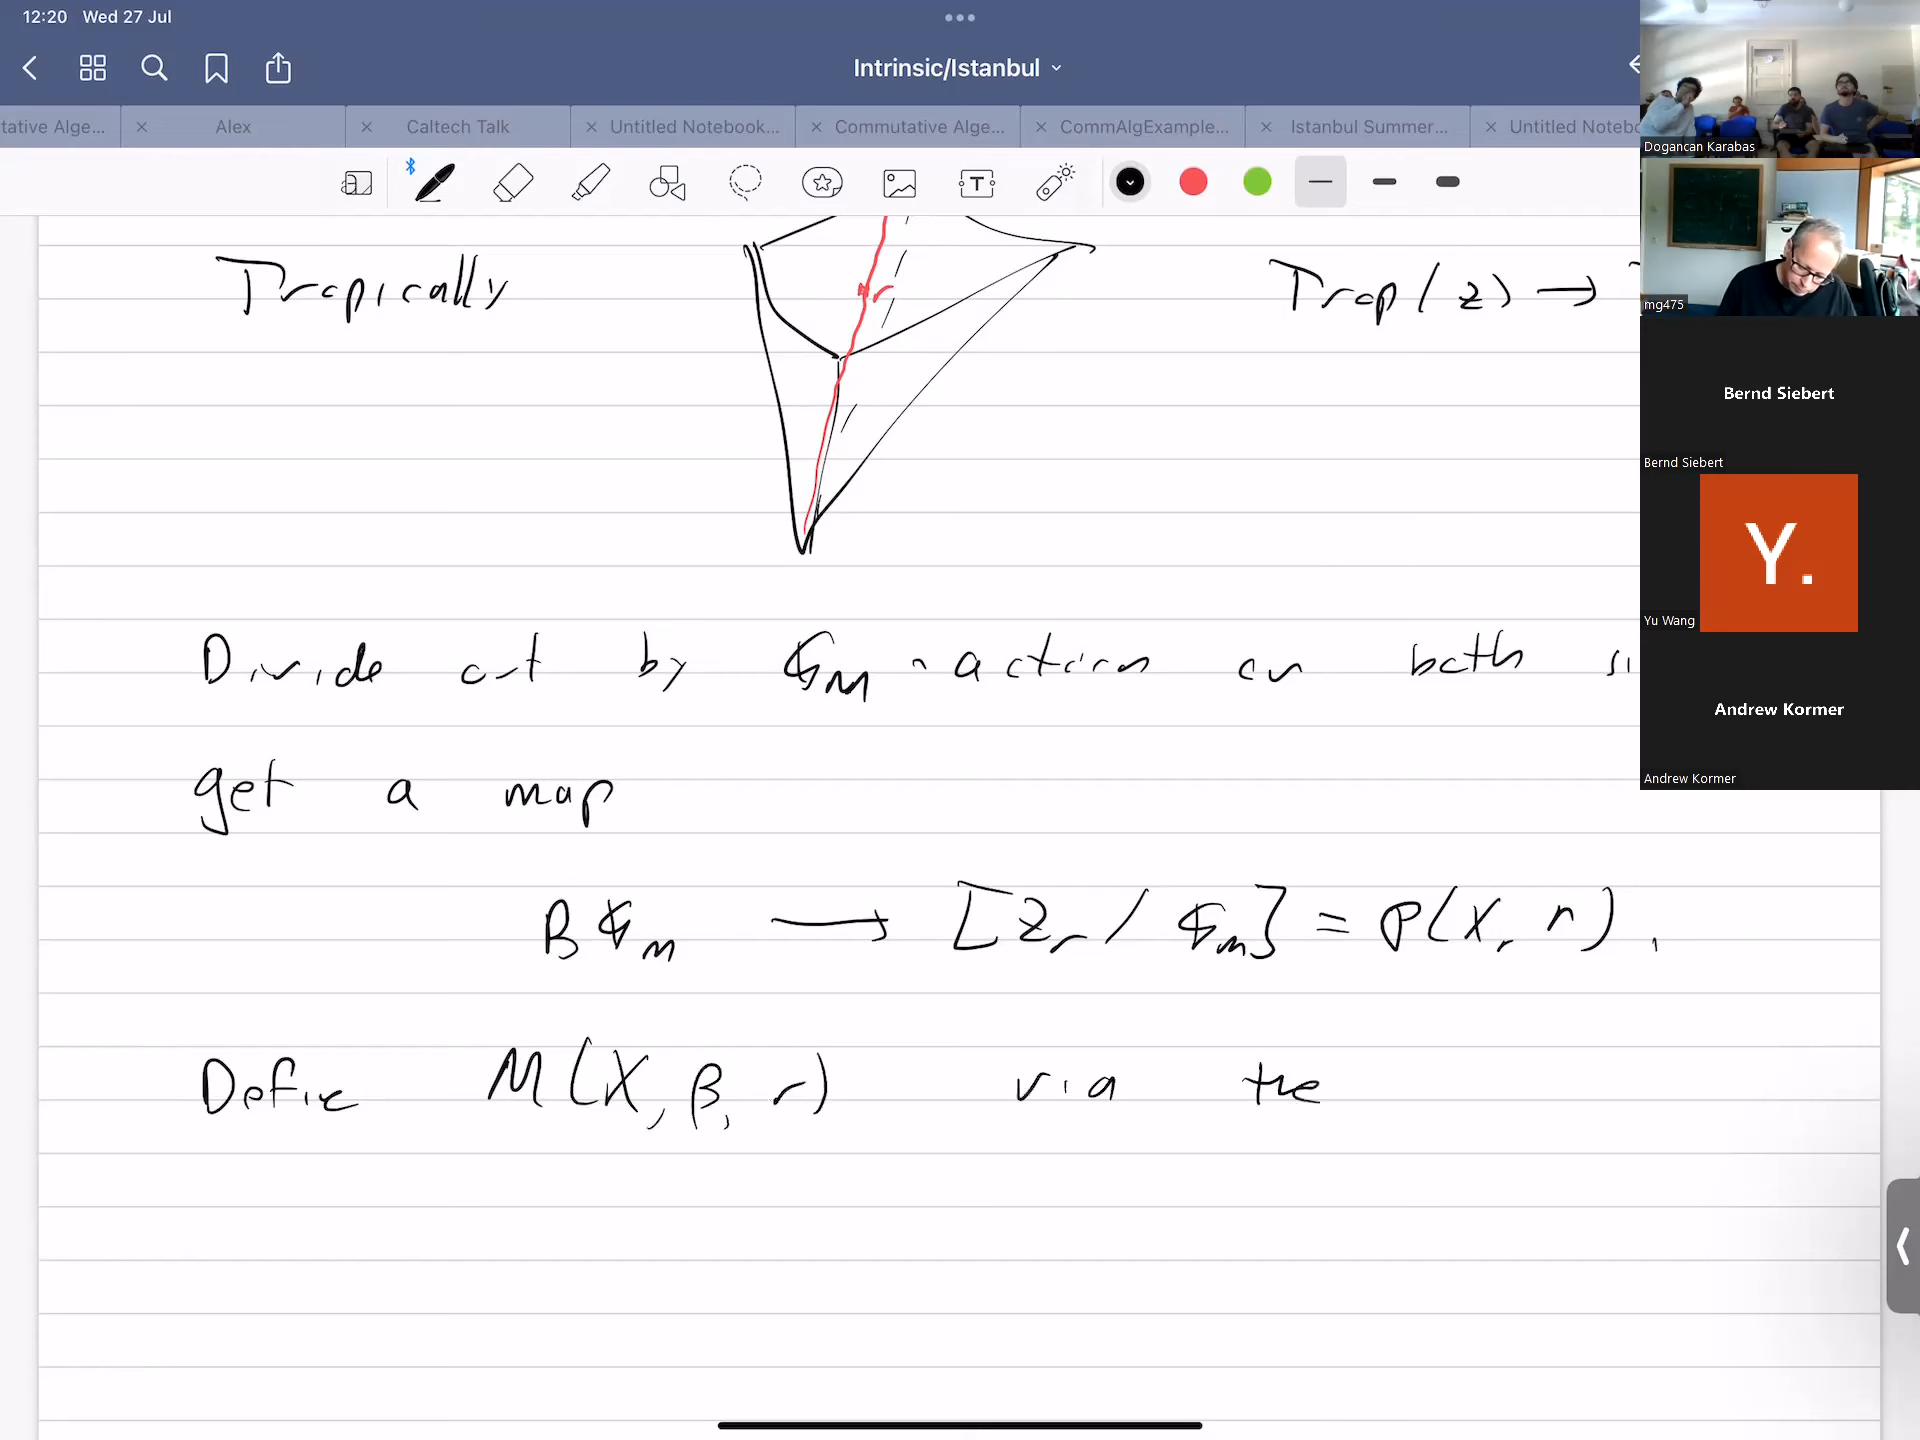 12:20 Wed 27 Jul
Intrinsic/Istanbul
tative Alge...
Alex
Caltech Talk
Untitled Notebook...
Commutative Alge...
CommAlgExample...
Istanbul Summer...
Untitled Noteb
Dogancan Karabas
mg475
Bernd Siebert
Bernd Siebert
Y.
Yu Wang
Andrew Kormer
Andrew Kormer
Tropically
r
Trop(Z) →
Divide out by 𝔾m-action on both si
get a map
B𝔾m → [Zr / 𝔾m] = P(X, r).
Define M(X, β, r) via the